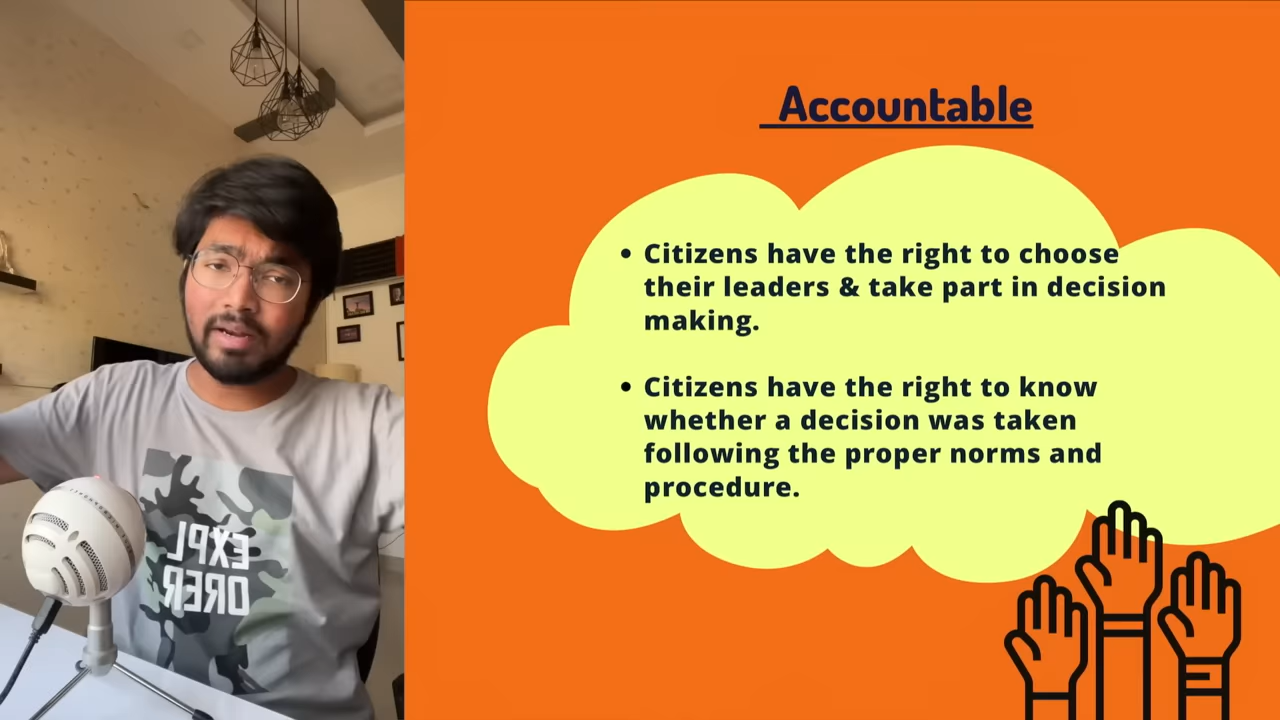 Accountable
• Citizens have the right to choose
their leaders & take part in decision
making.
• Citizens have the right to know
whether a decision was taken
following the proper norms and
procedure.
EXPL
ORER